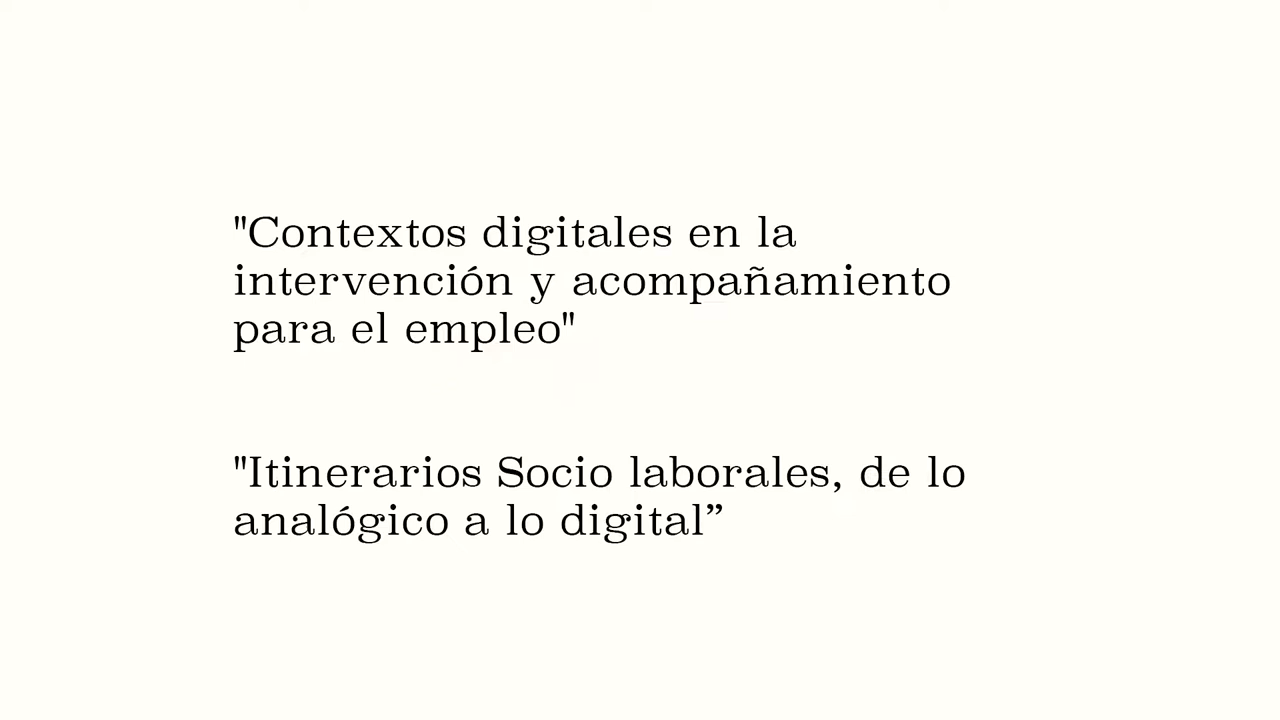 "Contextos digitales en la
intervención y acompañamiento
para el empleo"
"Itinerarios Socio laborales, de lo
analógico a lo digital”